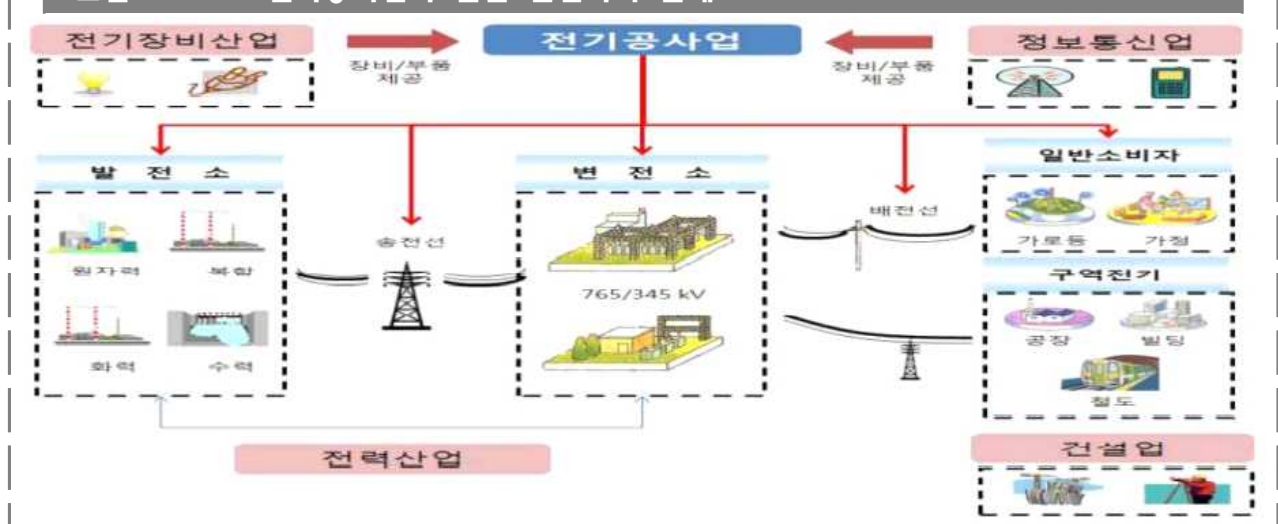 전기장비산업
전기공사업
정보통신업
장비/부품
제공
장비/부품
제공
발 전 소
변 전 소
일반소비자
송전선
배전선
원자력
복합
가로등
가정
765/345 kV
구역전기
화력
수력
공장
빌딩
철도
전력산업
건설업